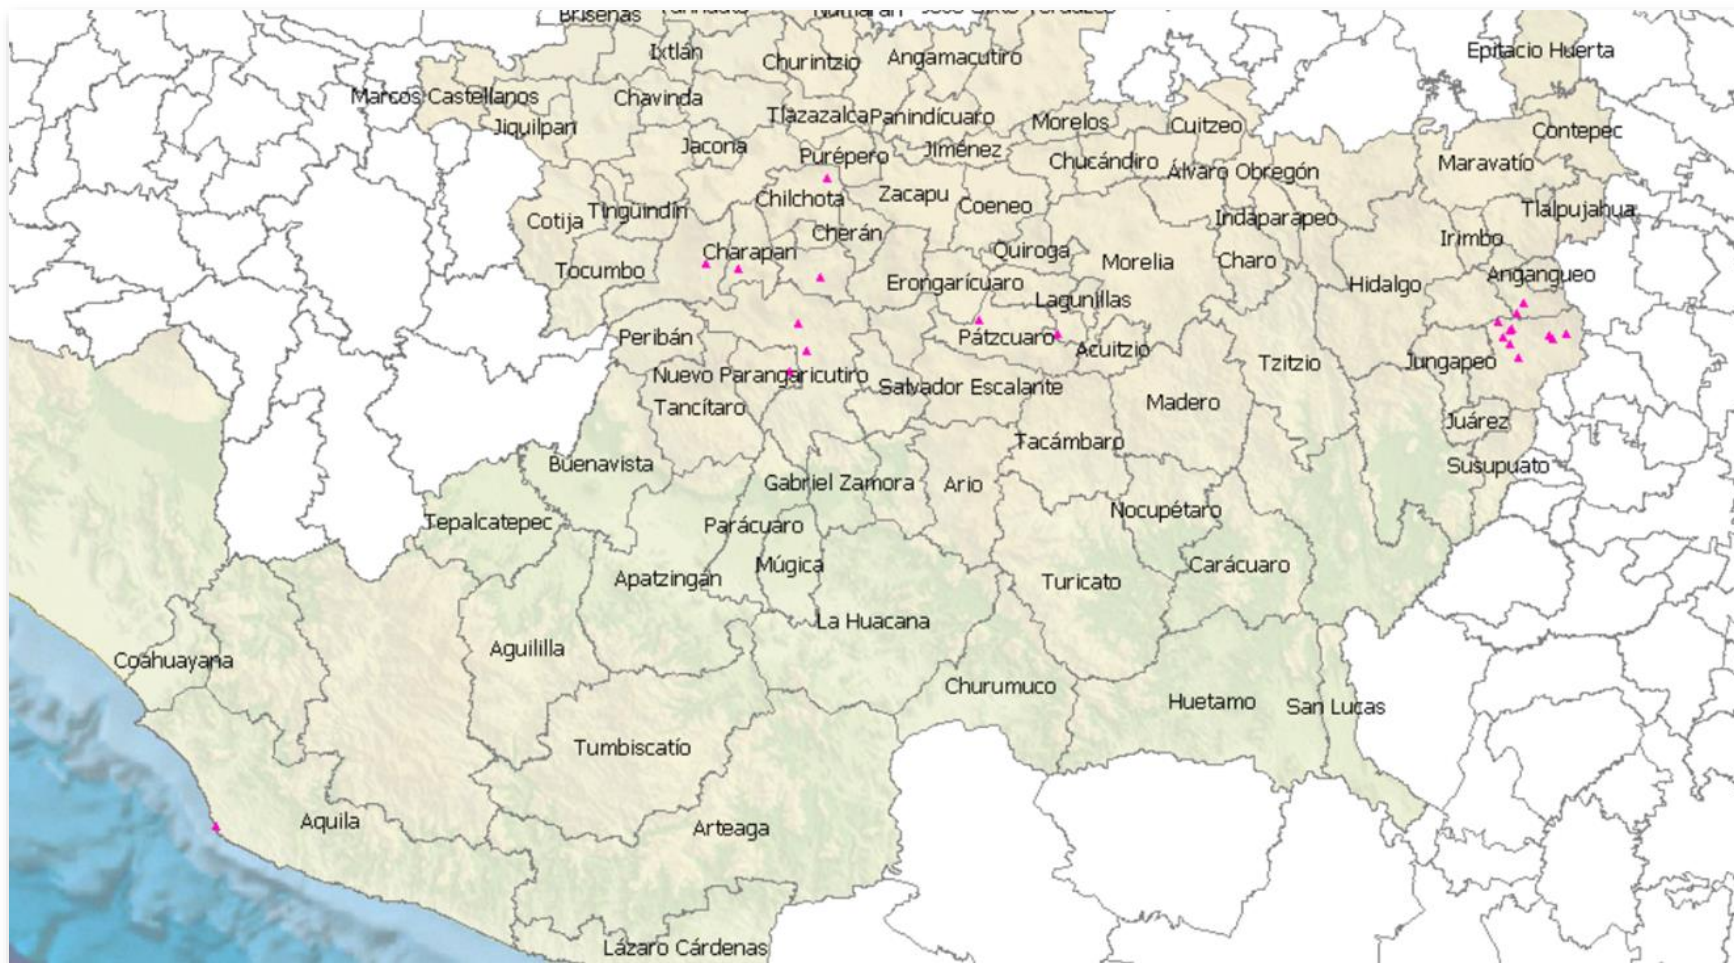 Briseñas
Numarán
Ixtlán
Churintzio
Angamacutiro
Epitacio Huerta
Marcos Castellanos
Chavinda
Jiquilpan
Tlazazalca
Panindícuaro
Morelos
Cuitzeo
Contepec
Jacona
Purépero
Jiménez
Chucándiro
Álvaro Obregón
Maravatío
Chilchota
Zacapu
Coeneo
Cotija
Tingüindín
Indaparapeo
Tlalpujahua
Charapan
Cherán
Quiroga
Irimbo
Tocumbo
Erongarícuaro
Morelia
Charo
Hidalgo
Angangueo
Lagunillas
Peribán
Pátzcuaro
Acuitzio
Tzitzio
Jungapeo
Nuevo Parangaricutiro
Salvador Escalante
Tancítaro
Madero
Juárez
Tacámbaro
Buenavista
Susupuato
Gabriel Zamora
Ario
Tepalcatepec
Parácuaro
Nocupétaro
Apatzingán
Múgica
Turicato
Carácuaro
La Huacana
Coahuayana
Aguililla
Churumuco
Huetamo
San Lucas
Tumbiscatío
Aquila
Arteaga
Lázaro Cárdenas